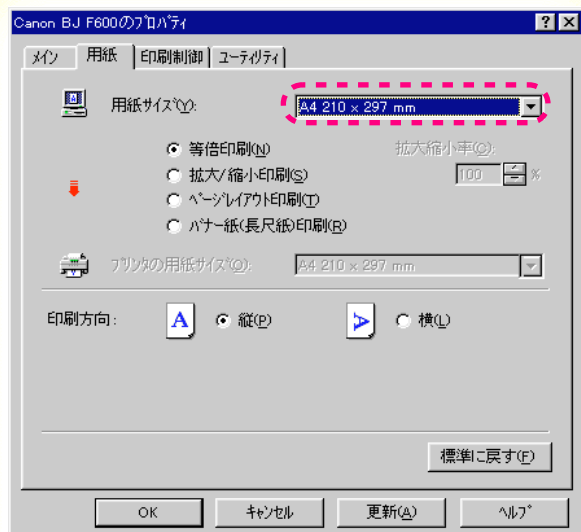 Canon BJ F600のﾌﾟﾛﾊﾟﾃｨ
ﾒｲﾝ 用紙 印刷制御 ﾕｰﾃｨﾘﾃｨ
用紙ｻｲｽﾞ(Y): A4 210 x 297 mm
等倍印刷(N) 拡大縮小率(C):
拡大/縮小印刷(S) 100 %
ﾍﾟｰｼﾞﾚｲｱｳﾄ印刷(T)
ﾊﾞﾅｰ紙(長尺紙)印刷(R)
ﾌﾟﾘﾝﾀの用紙ｻｲｽﾞ(O): A4 210 x 297 mm
印刷方向: A 縦(P) A 横(L)
標準に戻す(F)
OK ｷｬﾝｾﾙ 更新(A) ﾍﾙﾌﾟ